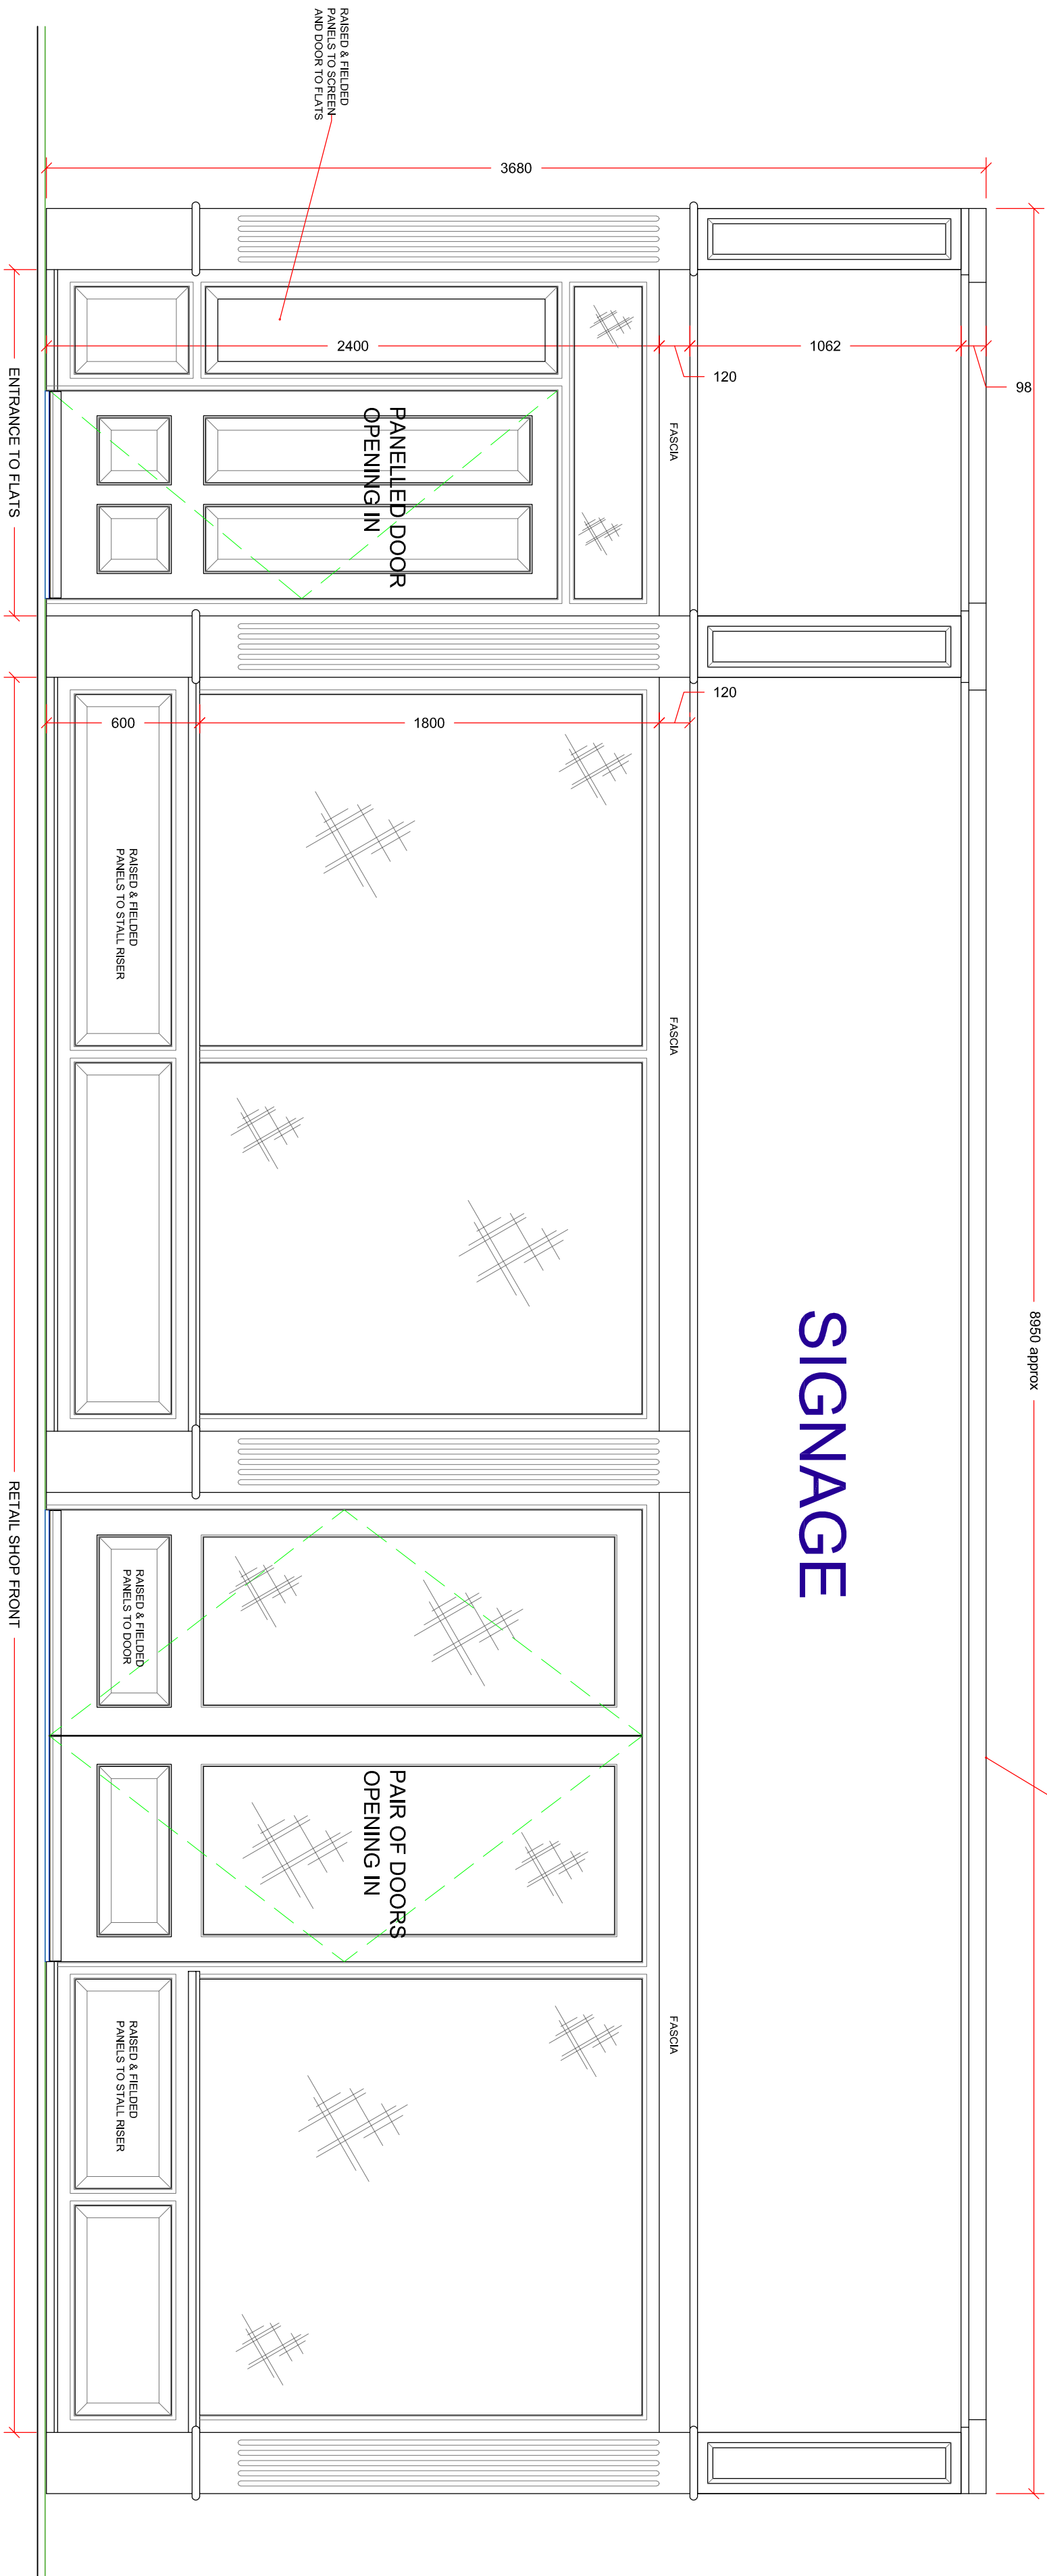 RAISED & FIELDED
PANELS TO SCREEN
AND DOOR TO FLATS
3680
8950 approx
2400
120
1062
98
FASCIA
PANELLED DOOR
OPENING IN
ENTRANCE TO FLATS
600
1800
120
RAISED & FIELDED
PANELS TO STALL RISER
FASCIA
SIGNAGE
RETAIL SHOP FRONT
RAISED & FIELDED
PANELS TO DOOR
PAIR OF DOORS
OPENING IN
RAISED & FIELDED
PANELS TO STALL RISER
FASCIA